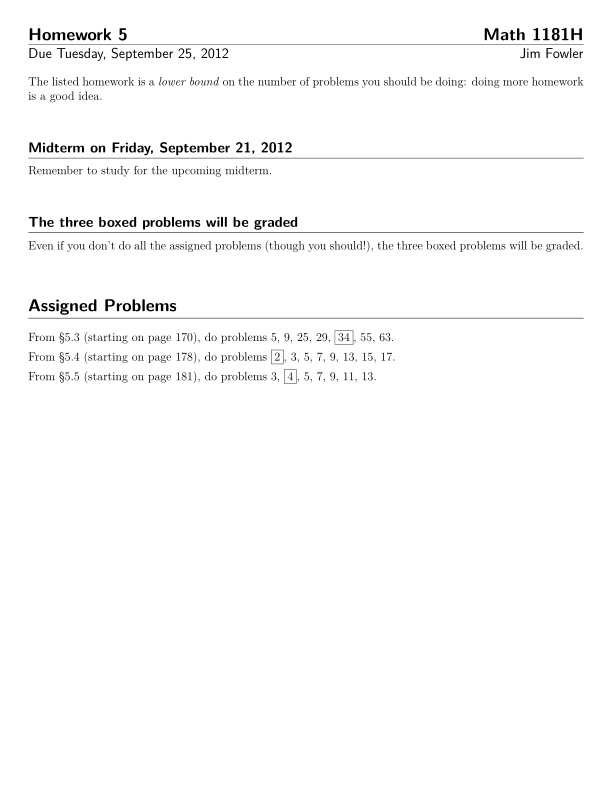 Homework 5 Math 1181H
Due Tuesday, September 25, 2012 Jim Fowler
The listed homework is a lower bound on the number of problems you should be doing: doing more homework
is a good idea.
Midterm on Friday, September 21, 2012
Remember to study for the upcoming midterm.
The three boxed problems will be graded
Even if you don't do all the assigned problems (though you should!), the three boxed problems will be graded.
Assigned Problems
From §5.3 (starting on page 170), do problems 5, 9, 25, 29, 34, 55, 63.
From §5.4 (starting on page 178), do problems 2, 3, 5, 7, 9, 13, 15, 17.
From §5.5 (starting on page 181), do problems 3, 4, 5, 7, 9, 11, 13.